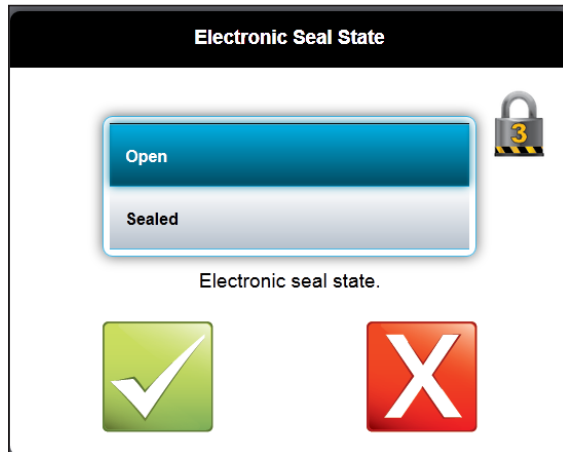 Electronic Seal State
3
Open
Sealed
Electronic seal state.
X